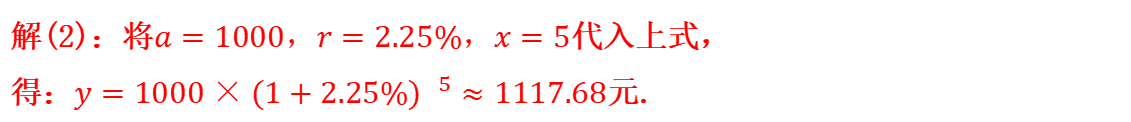 解(2)：将a = 1000，r = 2.25%，x = 5代入上式，
得：y = 1000 × (1 + 2.25%) ⁵ ≈ 1117.68元.